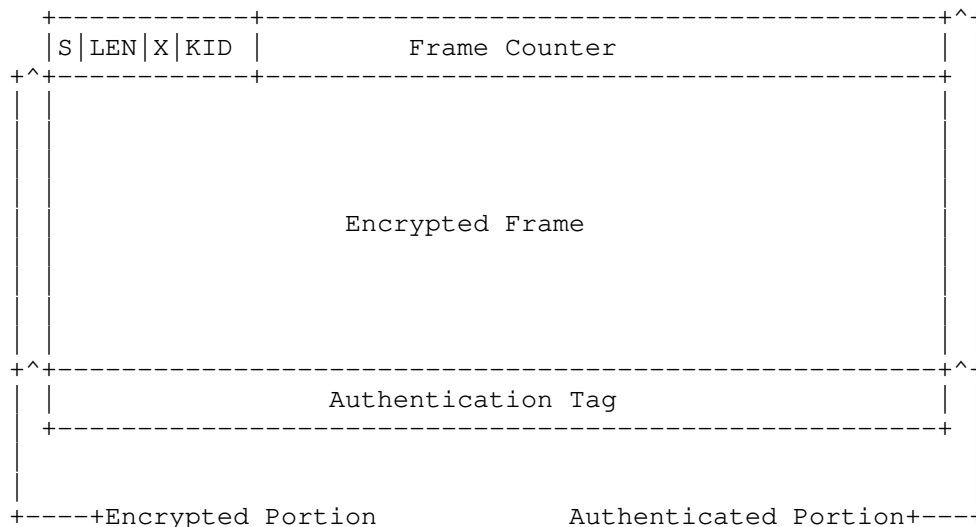 S|LEN|X|KID | Frame Counter
Encrypted Frame
Authentication Tag
Encrypted Portion Authenticated Portion